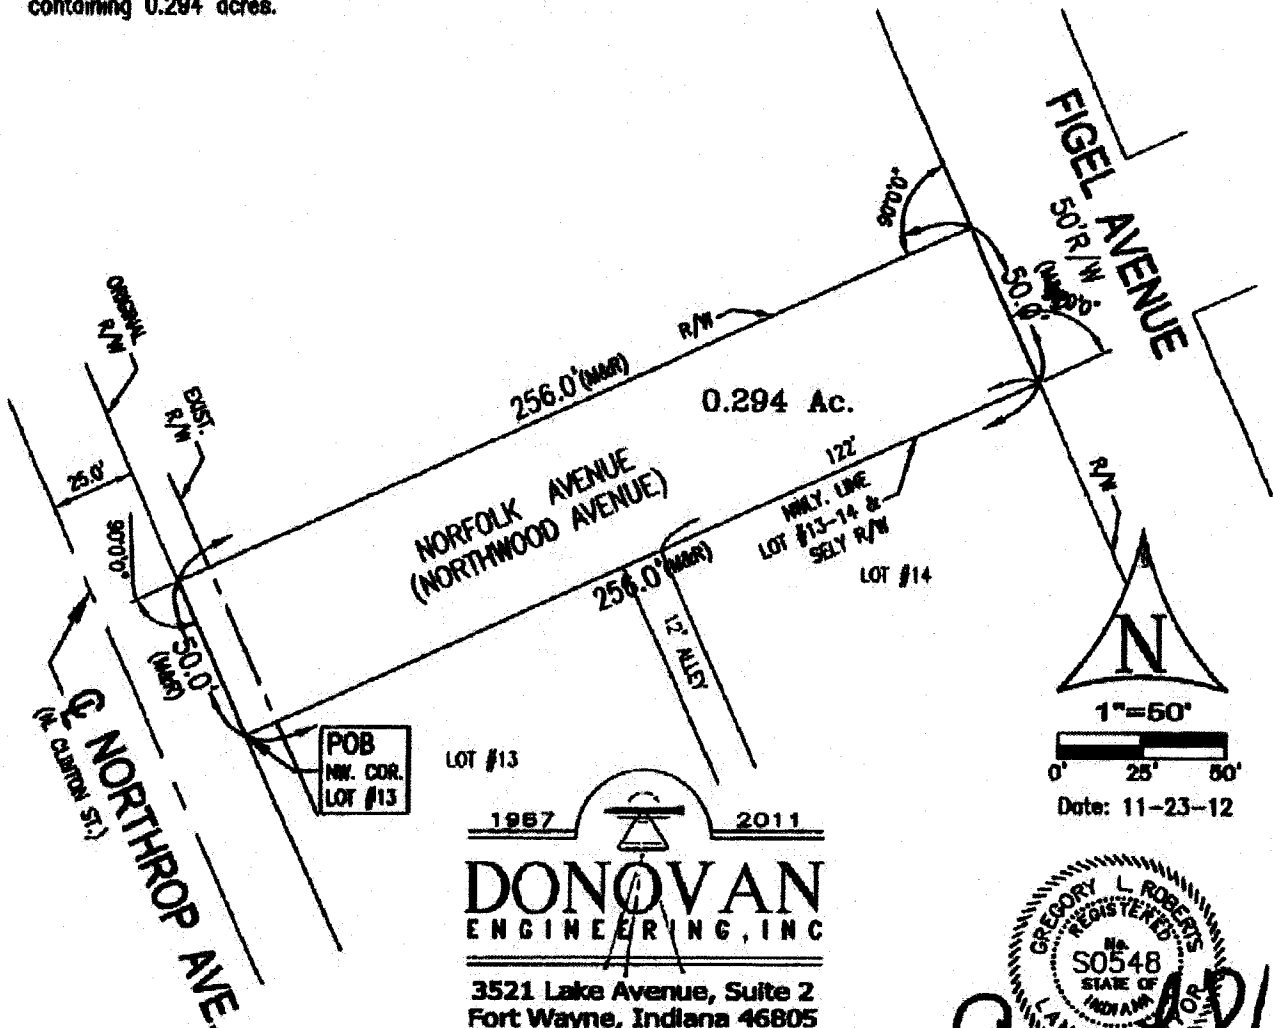 containing 0.294 acres.
FIGEL AVENUE
50'R/W
90°0'0"
50.0'
ORIGINAL
R/W
R/W
EXIST.
R/W
256.0'(M&R)
0.294 Ac.
25.0'
122'
NORFOLK AVENUE
(NORTHWOOD AVENUE)
NWLY. LINE
LOT #13-14 &
SELY R/W
R/W
90°0'0"
256.0'(M&R)
LOT #14
12' ALLEY
50.0'
(M&R)
N
1"=50'
0' 25' 50'
Date: 11-23-12
℄ NORTHROP AVE.
(N. CLINTON ST.)
POB
NW. COR.
LOT #13
LOT #13
1987 2011
DONOVAN
ENGINEERING, INC
3521 Lake Avenue, Suite 2
Fort Wayne, Indiana 46805
GREGORY L. ROBERTS
REGISTERED
No.
S0548
STATE OF
INDIANA